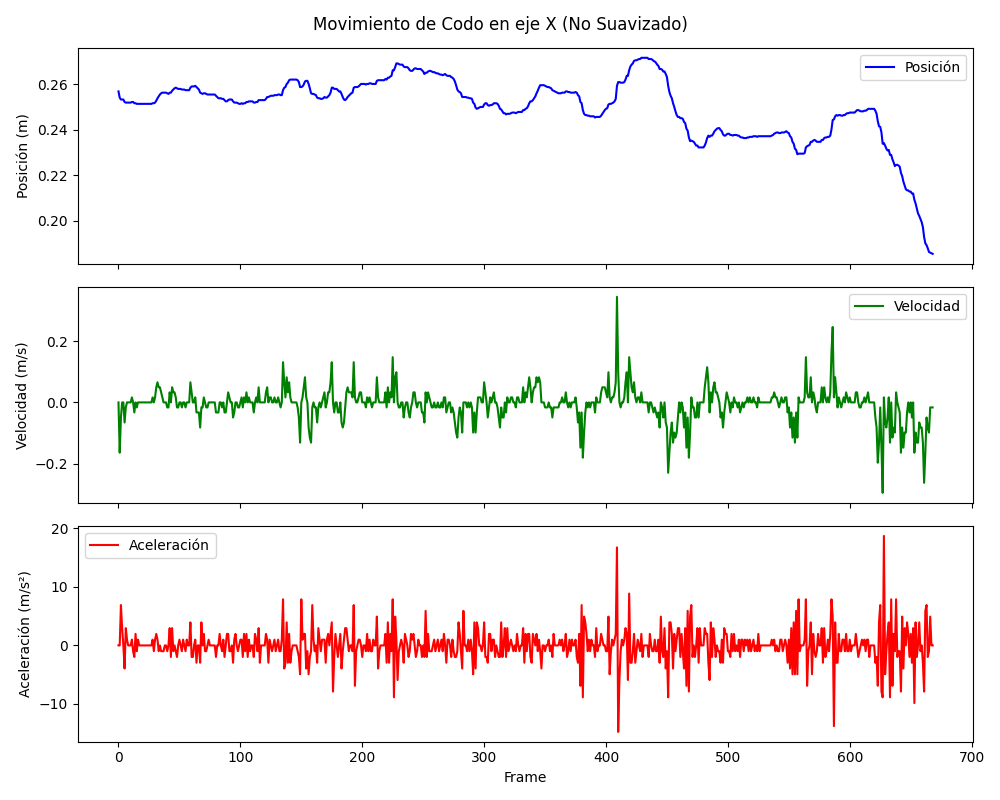 Movimiento de Codo en eje X (No Suavizado)
Posición (m)
0.26
0.24
0.22
0.20
Posición
Velocidad (m/s)
0.2
0.0
−0.2
Velocidad
Aceleración (m/s²)
20
10
0
−10
Aceleración
0 100 200 300 400 500 600 700
Frame